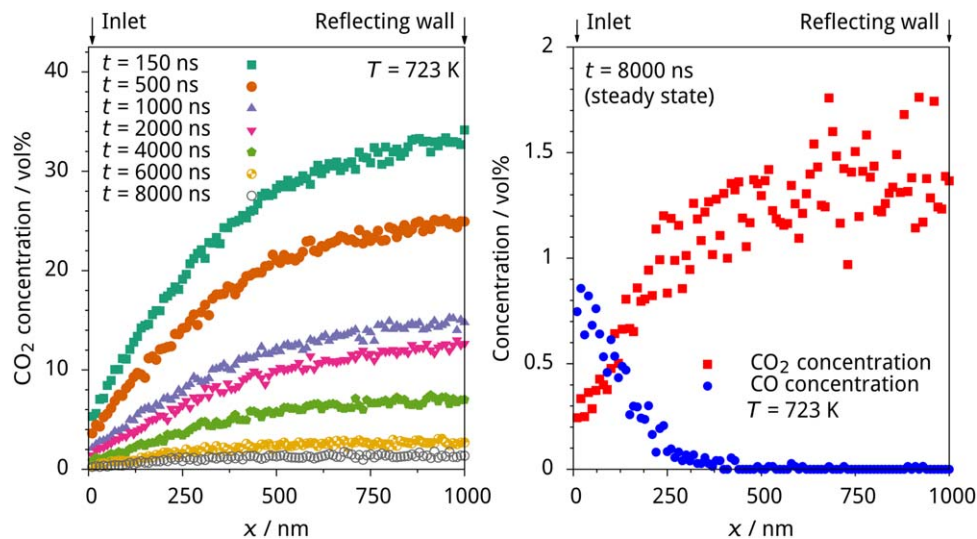 Inlet Reflecting wall
CO₂ concentration / vol%
40
30
20
10
0
t = 150 ns
t = 500 ns
t = 1000 ns
t = 2000 ns
t = 4000 ns
t = 6000 ns
t = 8000 ns
T = 723 K
0 250 500 750 1000
x / nm
Inlet Reflecting wall
Concentration / vol%
2
1.5
1
0.5
0
t = 8000 ns
(steady state)
CO₂ concentration
CO concentration
T = 723 K
0 250 500 750 1000
x / nm